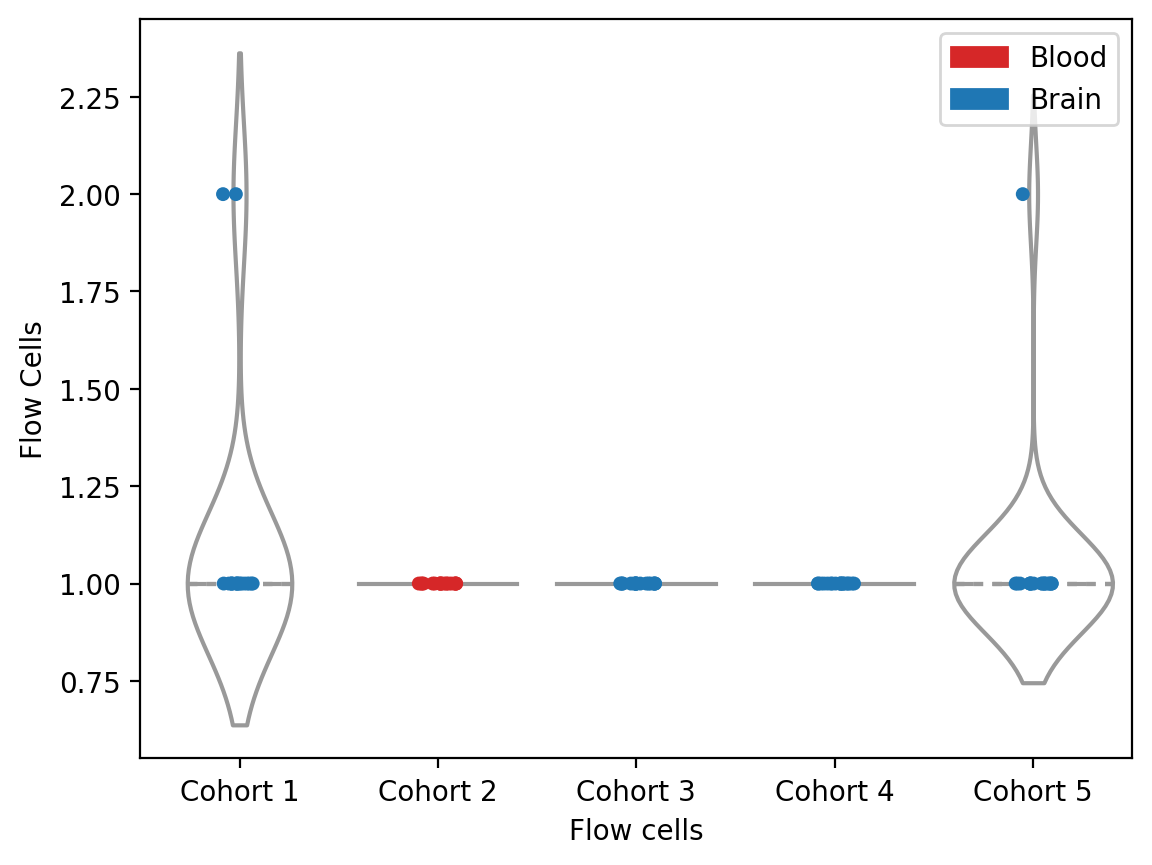 Blood
Brain
2.25
2.00
1.75
1.50
1.25
1.00
0.75
Flow Cells
Cohort 1
Cohort 2
Cohort 3
Cohort 4
Cohort 5
Flow cells